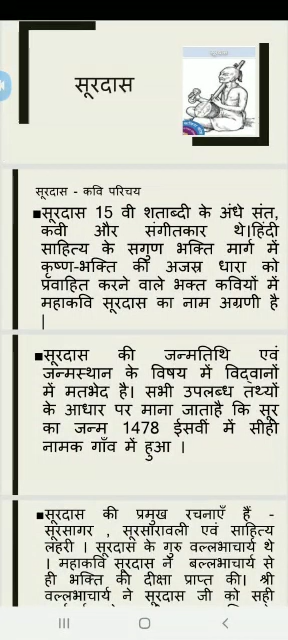 सूरदास
सूरदास - कवि परिचय
■सूरदास 15 वी शताब्दी के अंधे संत,
कवी और संगीतकार थे।हिंदी
साहित्य के सगुण भक्ति मार्ग में
कृष्ण-भक्ति की अजस्र धारा को
प्रवाहित करने वाले भक्त कवियों में
महाकवि सूरदास का नाम अग्रणी है
|
■सूरदास की जन्मतिथि एवं
जन्मस्थान के विषय में विद्वानों
में मतभेद है। सभी उपलब्ध तथ्यों
के आधार पर माना जाताहै कि सूर
का जन्म 1478 ईसवीं में सीही
नामक गाँव में हुआ ।
■सूरदास की प्रमुख रचनाएँ हैं -
सूरसागर , सूरसारावली एवं साहित्य
लहरी । सूरदास के गुरु वल्लभाचार्य थे
। महाकवि सूरदास ने बल्लभाचार्य से
ही भक्ति की दीक्षा प्राप्त की। श्री
वल्लभाचार्य ने सूरदास जी को सही